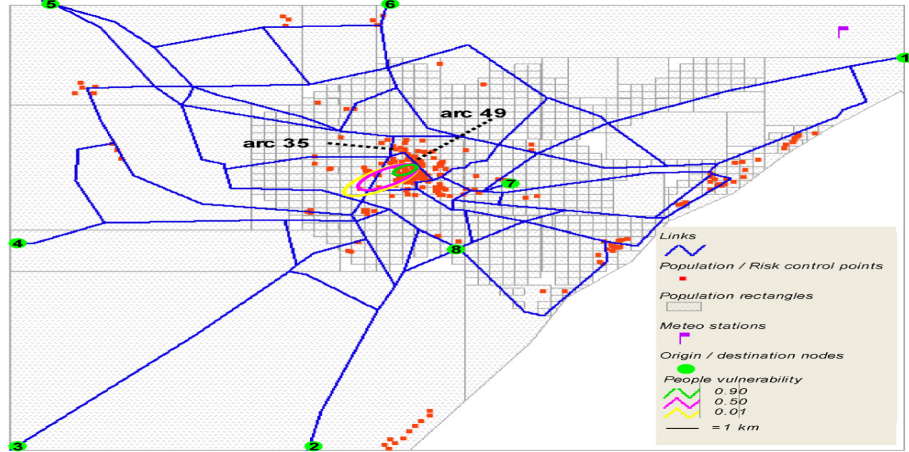 5
6
1
arc 49
arc 35
7
4
8
Links
Population / Risk control points
Population rectangles
Meteo stations
Origin / destination nodes
People vulnerability
0.90
0.50
0.01
=1 km
3
2